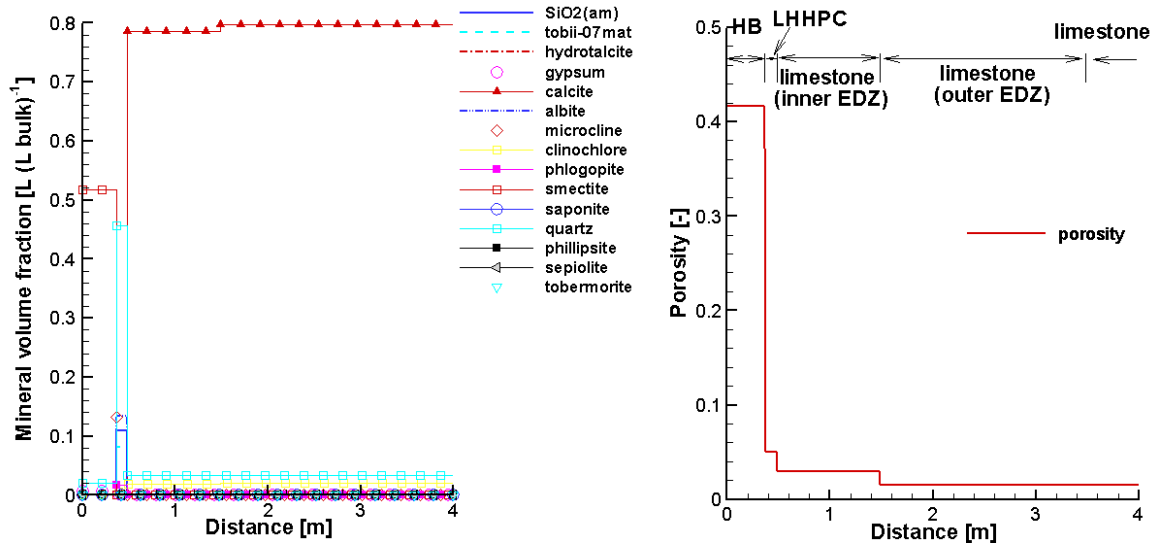 Mineral volume fraction [L (L bulk)⁻¹]
0.8
0.7
0.6
0.5
0.4
0.3
0.2
0.1
0
0 1 2 3 4
Distance [m]
SiO2(am)
tobii-07mat
hydrotalcite
gypsum
calcite
albite
microcline
clinochlore
phlogopite
smectite
saponite
quartz
phillipsite
sepiolite
tobermorite
Porosity [-]
0.5
0.4
0.3
0.2
0.1
0
0 1 2 3 4
Distance [m]
HB
LHHPC
limestone
(inner EDZ)
limestone
(outer EDZ)
limestone
porosity